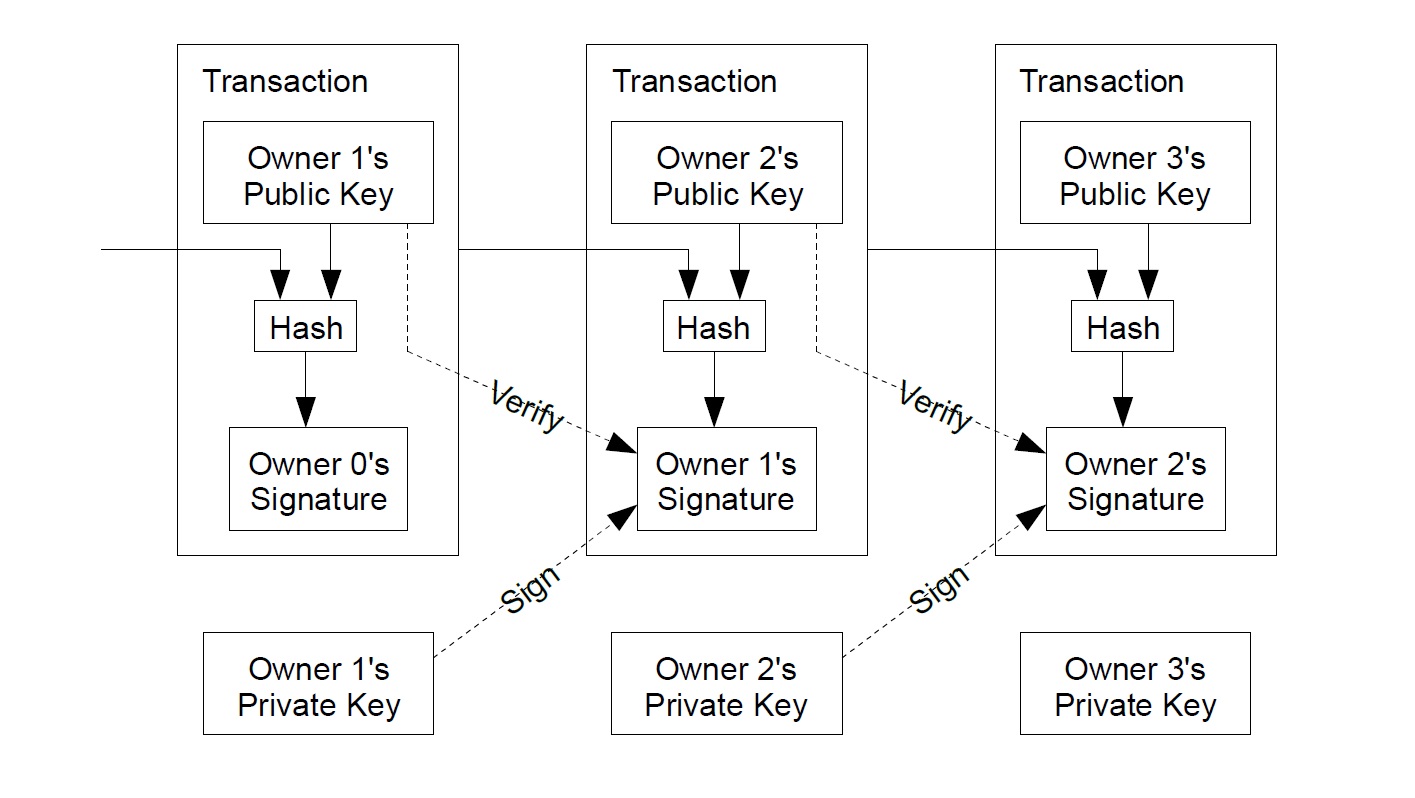 Transaction
Transaction
Transaction
Owner 1's
Public Key
Owner 2's
Public Key
Owner 3's
Public Key
Hash
Hash
Hash
Verify
Verify
Owner 0's
Signature
Owner 1's
Signature
Owner 2's
Signature
Sign
Sign
Owner 1's
Private Key
Owner 2's
Private Key
Owner 3's
Private Key